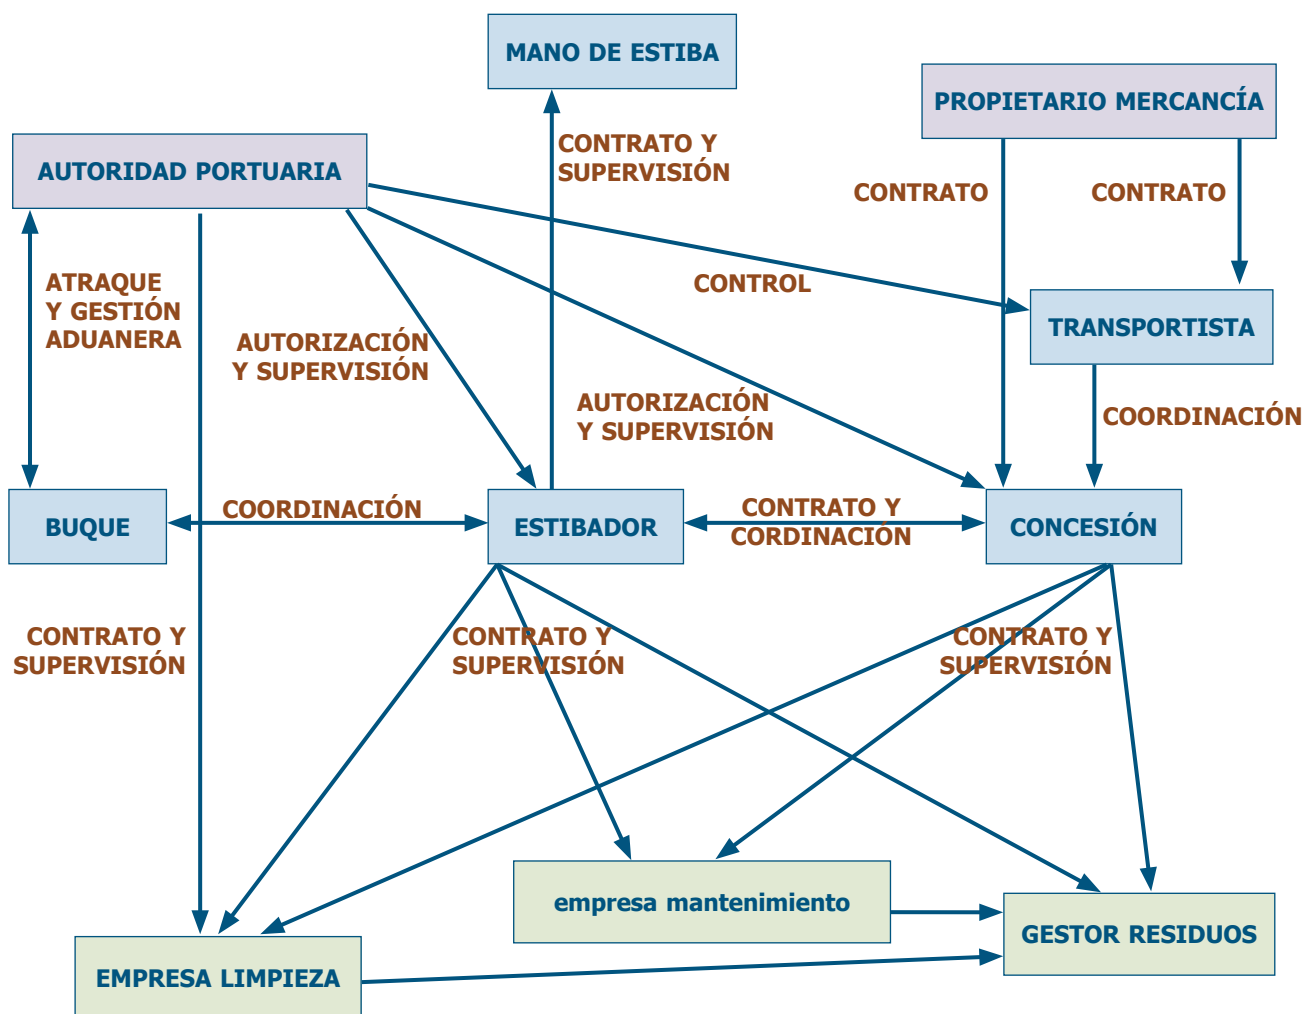 MANO DE ESTIBA
PROPIETARIO MERCANCÍA
CONTRATO Y
SUPERVISIÓN
AUTORIDAD PORTUARIA
CONTRATO
CONTRATO
ATRAQUE
Y GESTIÓN
ADUANERA
CONTROL
TRANSPORTISTA
AUTORIZACIÓN
Y SUPERVISIÓN
AUTORIZACIÓN
Y SUPERVISIÓN
COORDINACIÓN
BUQUE
COORDINACIÓN
ESTIBADOR
CONTRATO Y
CORDINACIÓN
CONCESIÓN
CONTRATO Y
SUPERVISIÓN
CONTRATO Y
SUPERVISIÓN
CONTRATO Y
SUPERVISIÓN
empresa mantenimiento
GESTOR RESIDUOS
EMPRESA LIMPIEZA